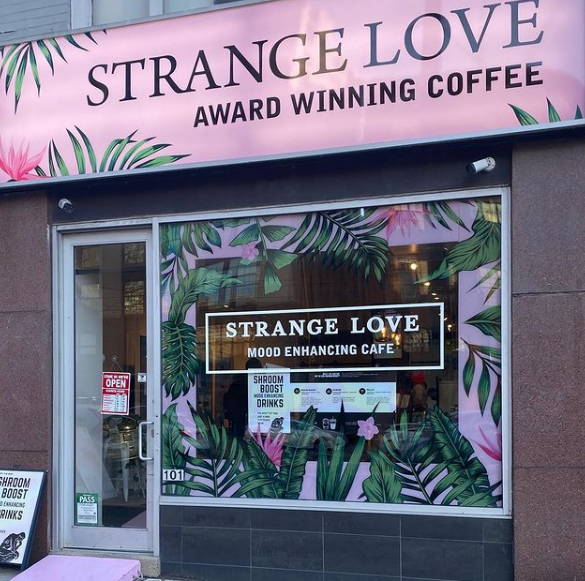 STRANGE LOVE
AWARD WINNING COFFEE
STRANGE LOVE
MOOD ENHANCING CAFE
OPEN
SHROOM
BOOST
MOOD ENHANCING
DRINKS
101
PASS
SHROOM
BOOST
DRINKS